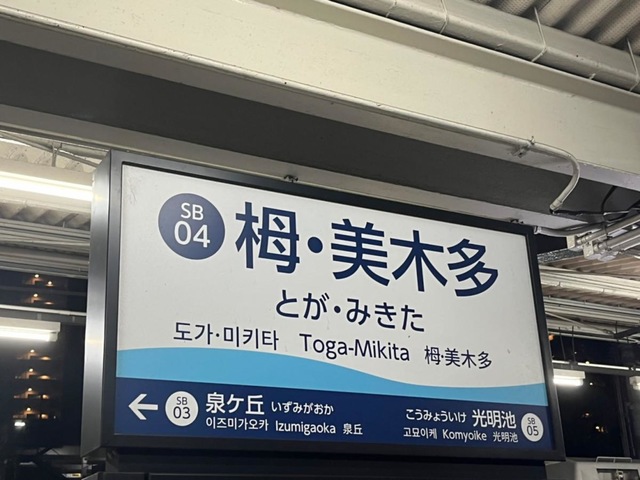 SB
04
栂・美木多
とが・みきた
도가·미키타 Toga-Mikita 栂·美木多
← SB 03 泉ケ丘 いずみがおか
이즈미가오카 Izumigaoka 泉丘
こうみょういけ 光明池 SB 05
고묘이케 Komyoike 光明池